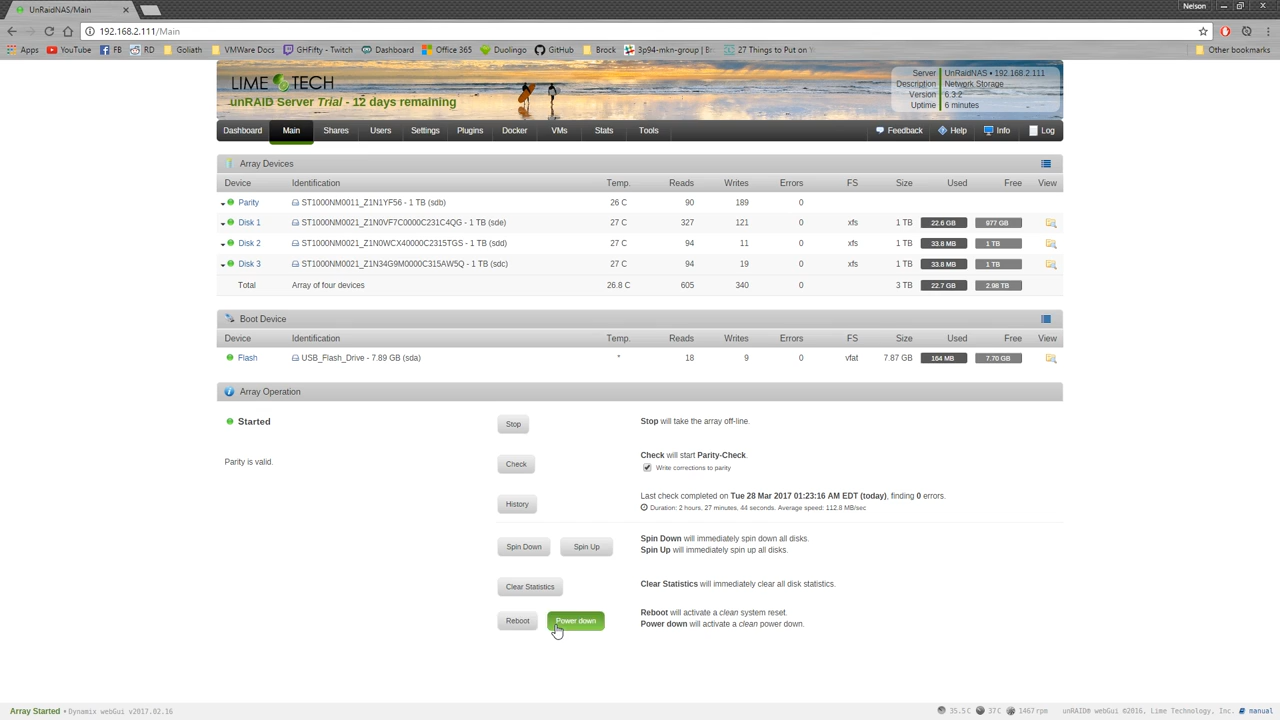 UnRaidNAS/Main
Nelson
192.168.2.111/Main
Apps YouTube FB RD Goliath VMWare Docs GHFifty - Twitch Dashboard Office 365 Duolingo GitHub Brock 3p94-mkn-group | Br 27 Things to Put on Other bookmarks
LIME TECH
unRAID Server Trial - 12 days remaining
Server UnRaidNAS • 192.168.2.111
Description Network Storage
Version 6.3.2
Uptime 6 minutes
Dashboard Main Shares Users Settings Plugins Docker VMs Stats Tools Feedback Help Info Log
Array Devices
Device Identification Temp. Reads Writes Errors FS Size Used Free View
Parity ST1000NM0011_Z1N1YF56 - 1 TB (sdb) 26 C 90 189 0
Disk 1 ST1000NM0021_Z1N0VF7C0000C231C4QG - 1 TB (sde) 27 C 327 121 0 xfs 1 TB 22.6 GB 977 GB
Disk 2 ST1000NM0021_Z1N0WCX40000C2315TGS - 1 TB (sdd) 27 C 94 11 0 xfs 1 TB 33.8 MB 1 TB
Disk 3 ST1000NM0021_Z1N34G9M0000C315AW5Q - 1 TB (sdc) 27 C 94 19 0 xfs 1 TB 33.8 MB 1 TB
Total Array of four devices 26.8 C 605 340 0 3 TB 22.7 GB 2.98 TB
Boot Device
Device Identification Temp. Reads Writes Errors FS Size Used Free View
Flash USB_Flash_Drive - 7.89 GB (sda) * 18 9 0 vfat 7.87 GB 164 MB 7.70 GB
Array Operation
Started Stop Stop will take the array off-line.
Parity is valid. Check Check will start Parity-Check.
Write corrections to parity
History Last check completed on Tue 28 Mar 2017 01:23:16 AM EDT (today), finding 0 errors.
Duration: 2 hours, 27 minutes, 44 seconds. Average speed: 112.8 MB/sec
Spin Down Spin Up Spin Down will immediately spin down all disks.
Spin Up will immediately spin up all disks.
Clear Statistics Clear Statistics will immediately clear all disk statistics.
Reboot Power down Reboot will activate a clean system reset.
Power down will activate a clean power down.
Array Started • Dynamix webGui v2017.02.16 35.5 C 37 C 1467 rpm unRAID® webGui ©2016, Lime Technology, Inc. manual